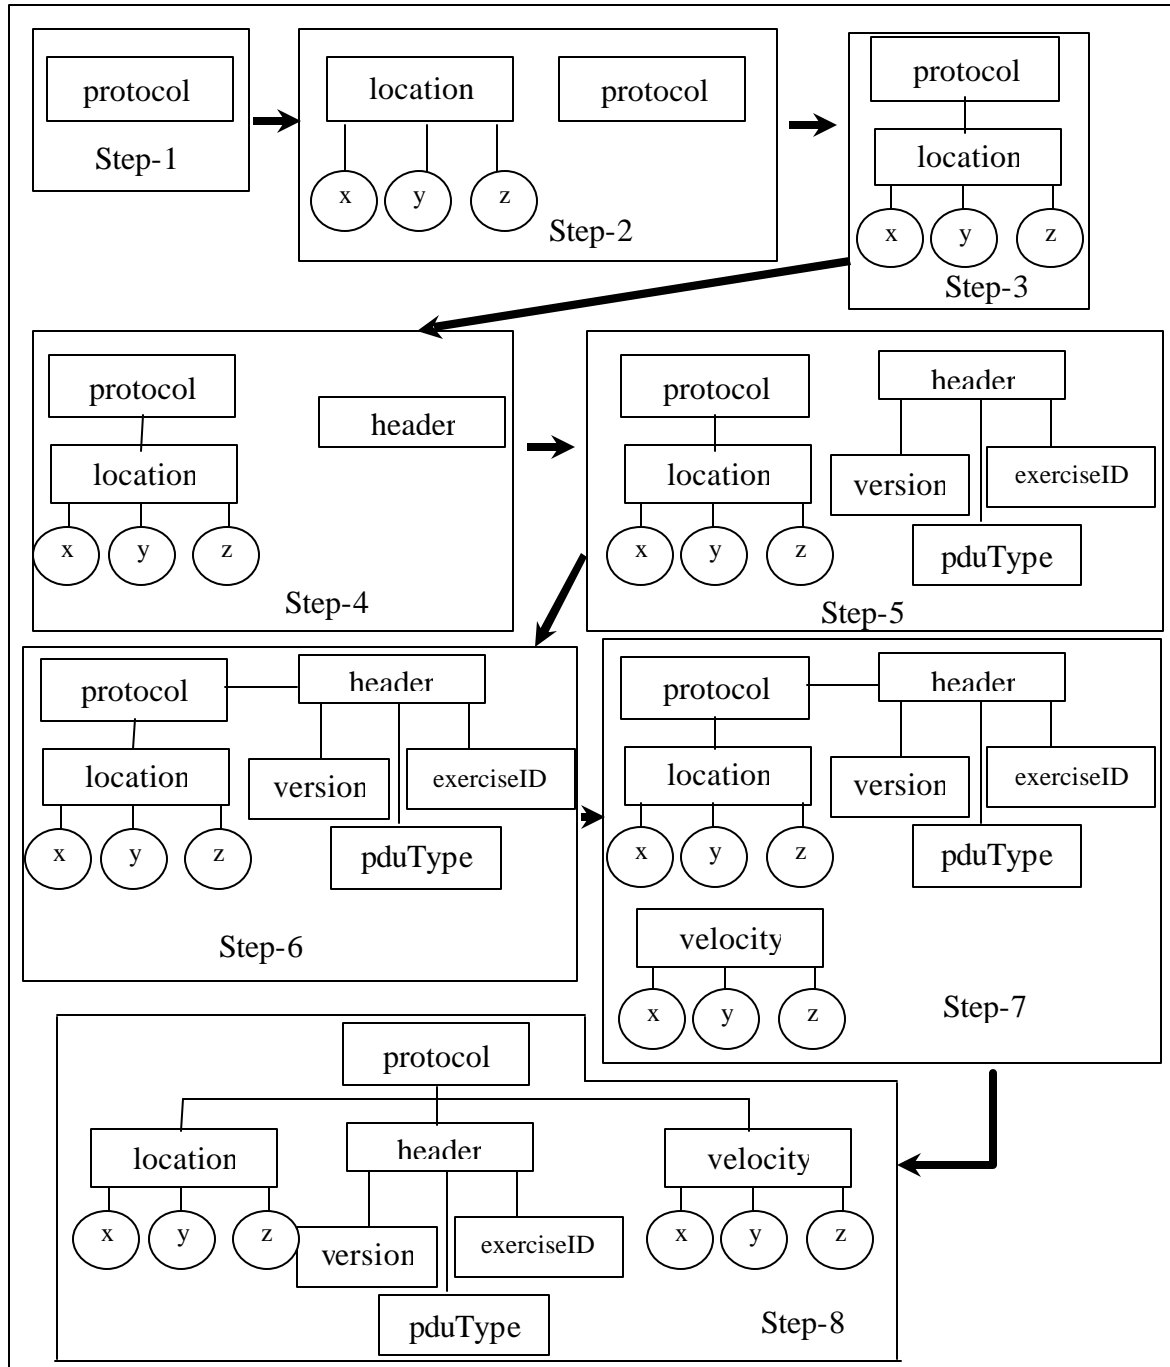 protocol
Step-1
location
protocol
x y z
Step-2
protocol
location
x y z
Step-3
protocol
header
location
x y z
Step-4
protocol
header
location
version
exerciseID
x y z
pduType
Step-5
protocol
header
location
version
exerciseID
x y z
pduType
Step-6
protocol
header
location
version
exerciseID
x y z
pduType
velocity
x y z
Step-7
protocol
location
header
velocity
x y z
version
exerciseID
x y z
pduType
Step-8